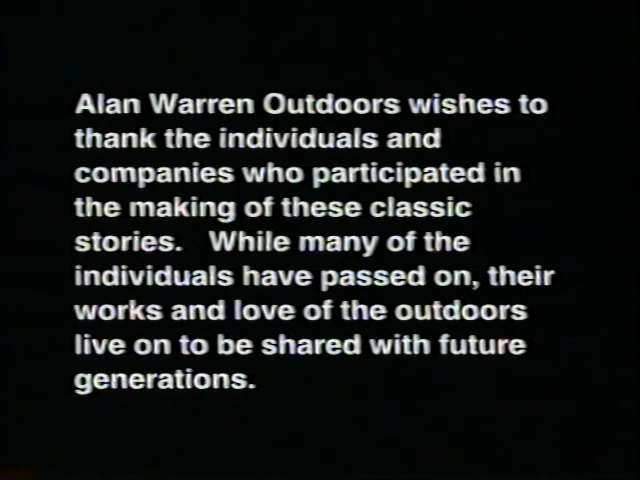 Alan Warren Outdoors wishes to
thank the individuals and
companies who participated in
the making of these classic
stories.   While many of the
individuals have passed on, their
works and love of the outdoors
live on to be shared with future
generations.